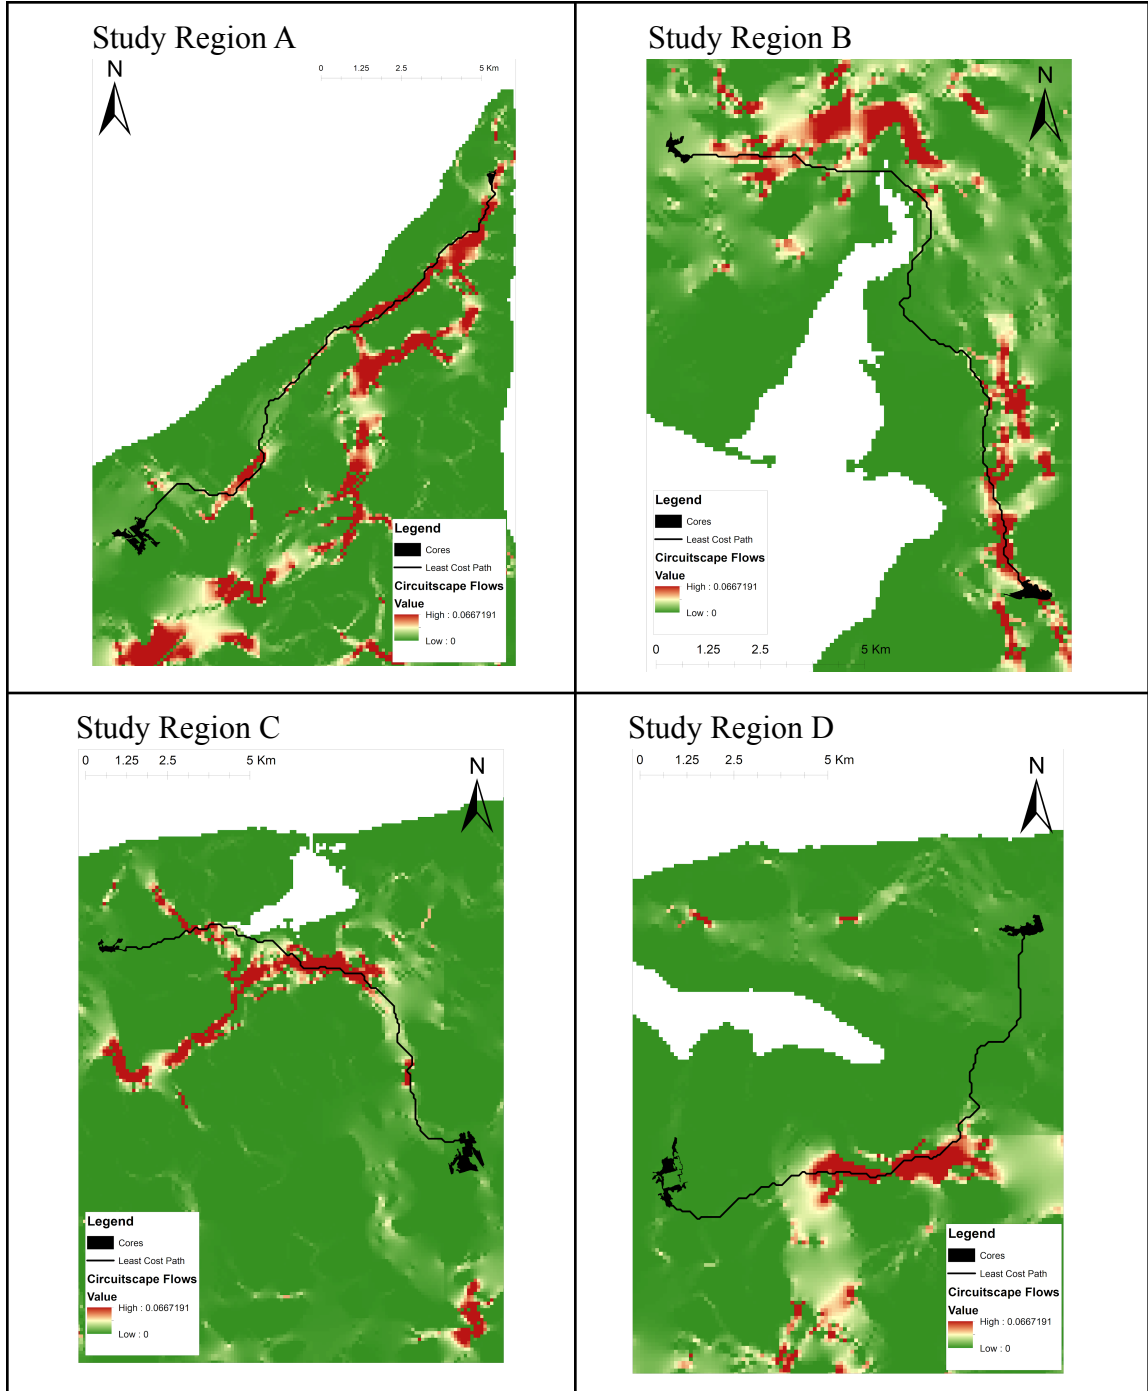 Study Region A
N
0 1.25 2.5 5 Km
Legend
Cores
Least Cost Path
Circuitscape Flows
Value
High : 0.0667191
Low : 0
Study Region B
N
Legend
Cores
Least Cost Path
Circuitscape Flows
Value
High : 0.0667191
Low : 0
0 1.25 2.5 5 Km
Study Region C
0 1.25 2.5 5 Km
N
Legend
Cores
Least Cost Path
Circuitscape Flows
Value
High : 0.0667191
Low : 0
Study Region D
0 1.25 2.5 5 Km
N
Legend
Cores
Least Cost Path
Circuitscape Flows
Value
High : 0.0667191
Low : 0